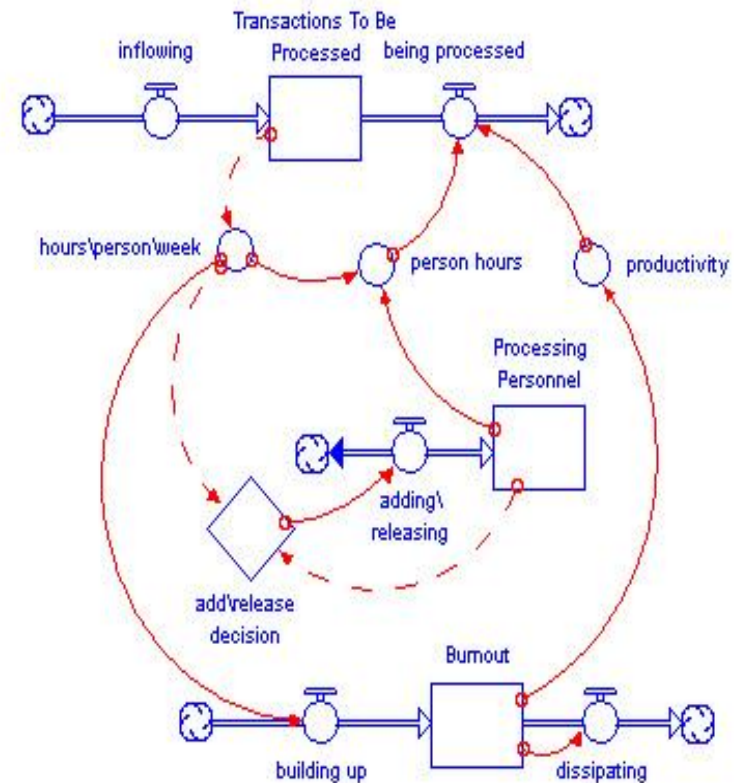 Transactions To Be
Processed
inflowing
being processed
hours\person\week
person hours
productivity
Processing
Personnel
adding\
releasing
add\release
decision
Burnout
building up
dissipating